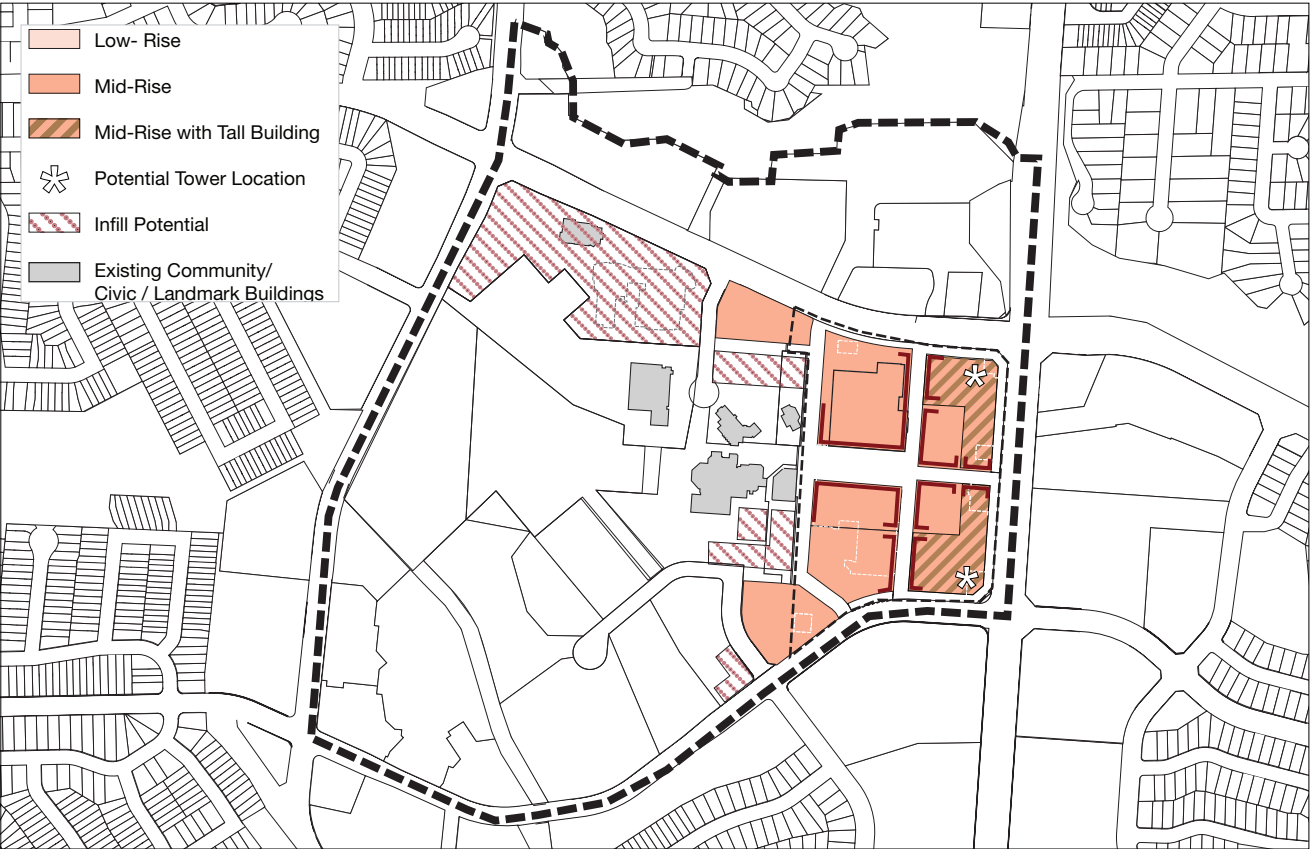 Low- Rise
Mid-Rise
Mid-Rise with Tall Building
Potential Tower Location
Infill Potential
Existing Community/
Civic / Landmark Buildings